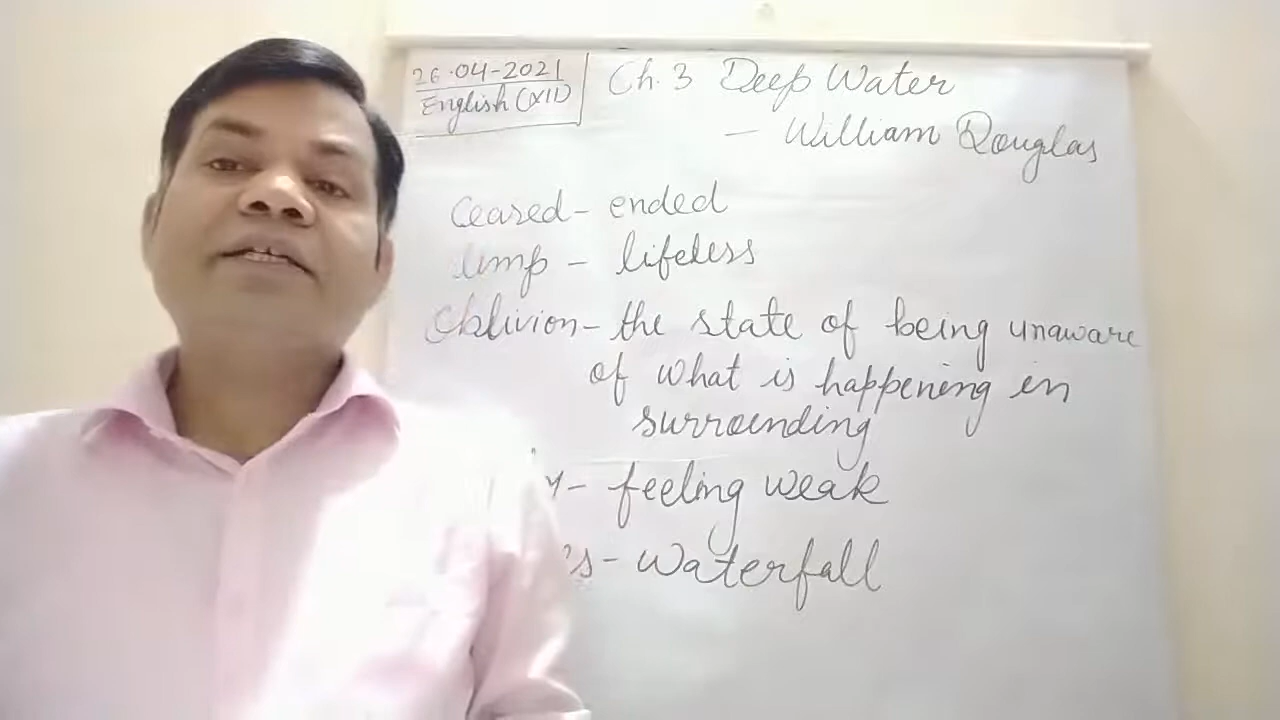 26.04-2021
English (XII)
Ch. 3 Deep Water
- William Douglas
Ceased - ended
limp - lifeless
Oblivion - the state of being unaware
of what is happening in
surrounding
- feeling weak
- Waterfall